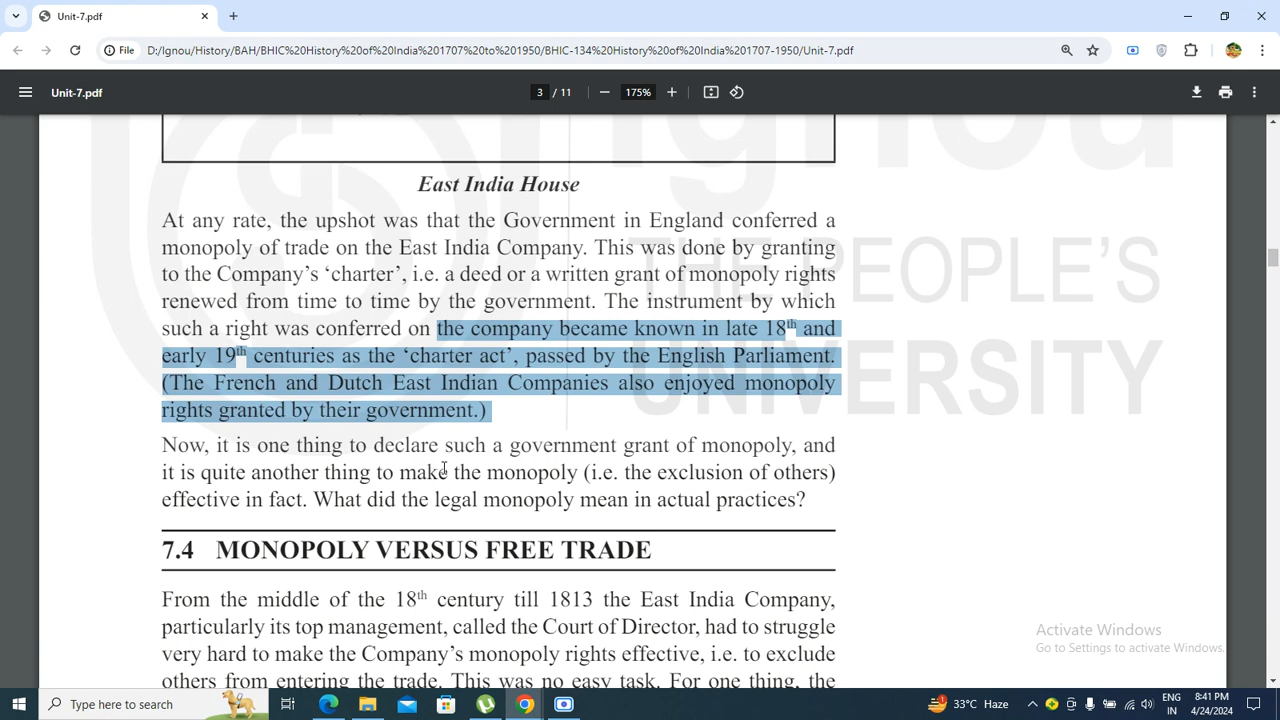 Unit-7.pdf
File
D:/Ignou/History/BAH/BHIC%20History%20of%20India%201707%20to%201950/BHIC-134%20History%20of%20India%201707-1950/Unit-7.pdf
Unit-7.pdf
3 / 11
175%
East India House
At any rate, the upshot was that the Government in England conferred a
monopoly of trade on the East India Company. This was done by granting
to the Company's 'charter', i.e. a deed or a written grant of monopoly rights
renewed from time to time by the government. The instrument by which
such a right was conferred on the company became known in late 18th and
early 19th centuries as the 'charter act', passed by the English Parliament.
(The French and Dutch East Indian Companies also enjoyed monopoly
rights granted by their government.)
Now, it is one thing to declare such a government grant of monopoly, and
it is quite another thing to make the monopoly (i.e. the exclusion of others)
effective in fact. What did the legal monopoly mean in actual practices?
7.4 MONOPOLY VERSUS FREE TRADE
From the middle of the 18th century till 1813 the East India Company,
particularly its top management, called the Court of Director, had to struggle
very hard to make the Company's monopoly rights effective, i.e. to exclude
others from entering the trade. This was no easy task. For one thing, the
ignou
THE PEOPLE'S
UNIVERSITY
Activate Windows
Go to Settings to activate Windows.
Type here to search
33°C Haze
ENG
IN
8:41 PM
4/24/2024